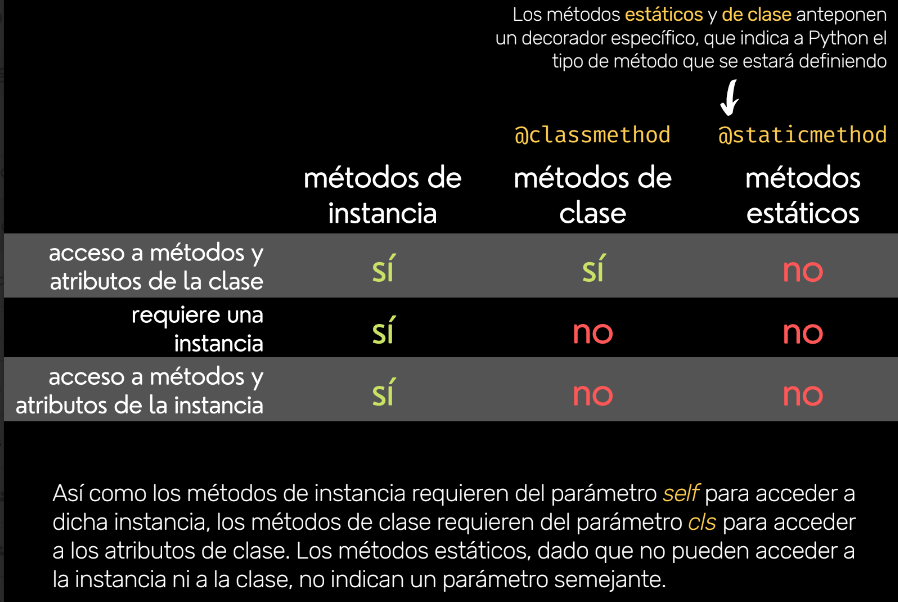 Los métodos estáticos y de clase anteponen
un decorador específico, que indica a Python el
tipo de método que se estará definiendo
@classmethod @staticmethod
métodos de instancia métodos de clase métodos estáticos
acceso a métodos y atributos de la clase sí sí no
requiere una instancia sí no no
acceso a métodos y atributos de la instancia sí no no
Así como los métodos de instancia requieren del parámetro self para acceder a
dicha instancia, los métodos de clase requieren del parámetro cls para acceder
a los atributos de clase. Los métodos estáticos, dado que no pueden acceder a
la instancia ni a la clase, no indican un parámetro semejante.